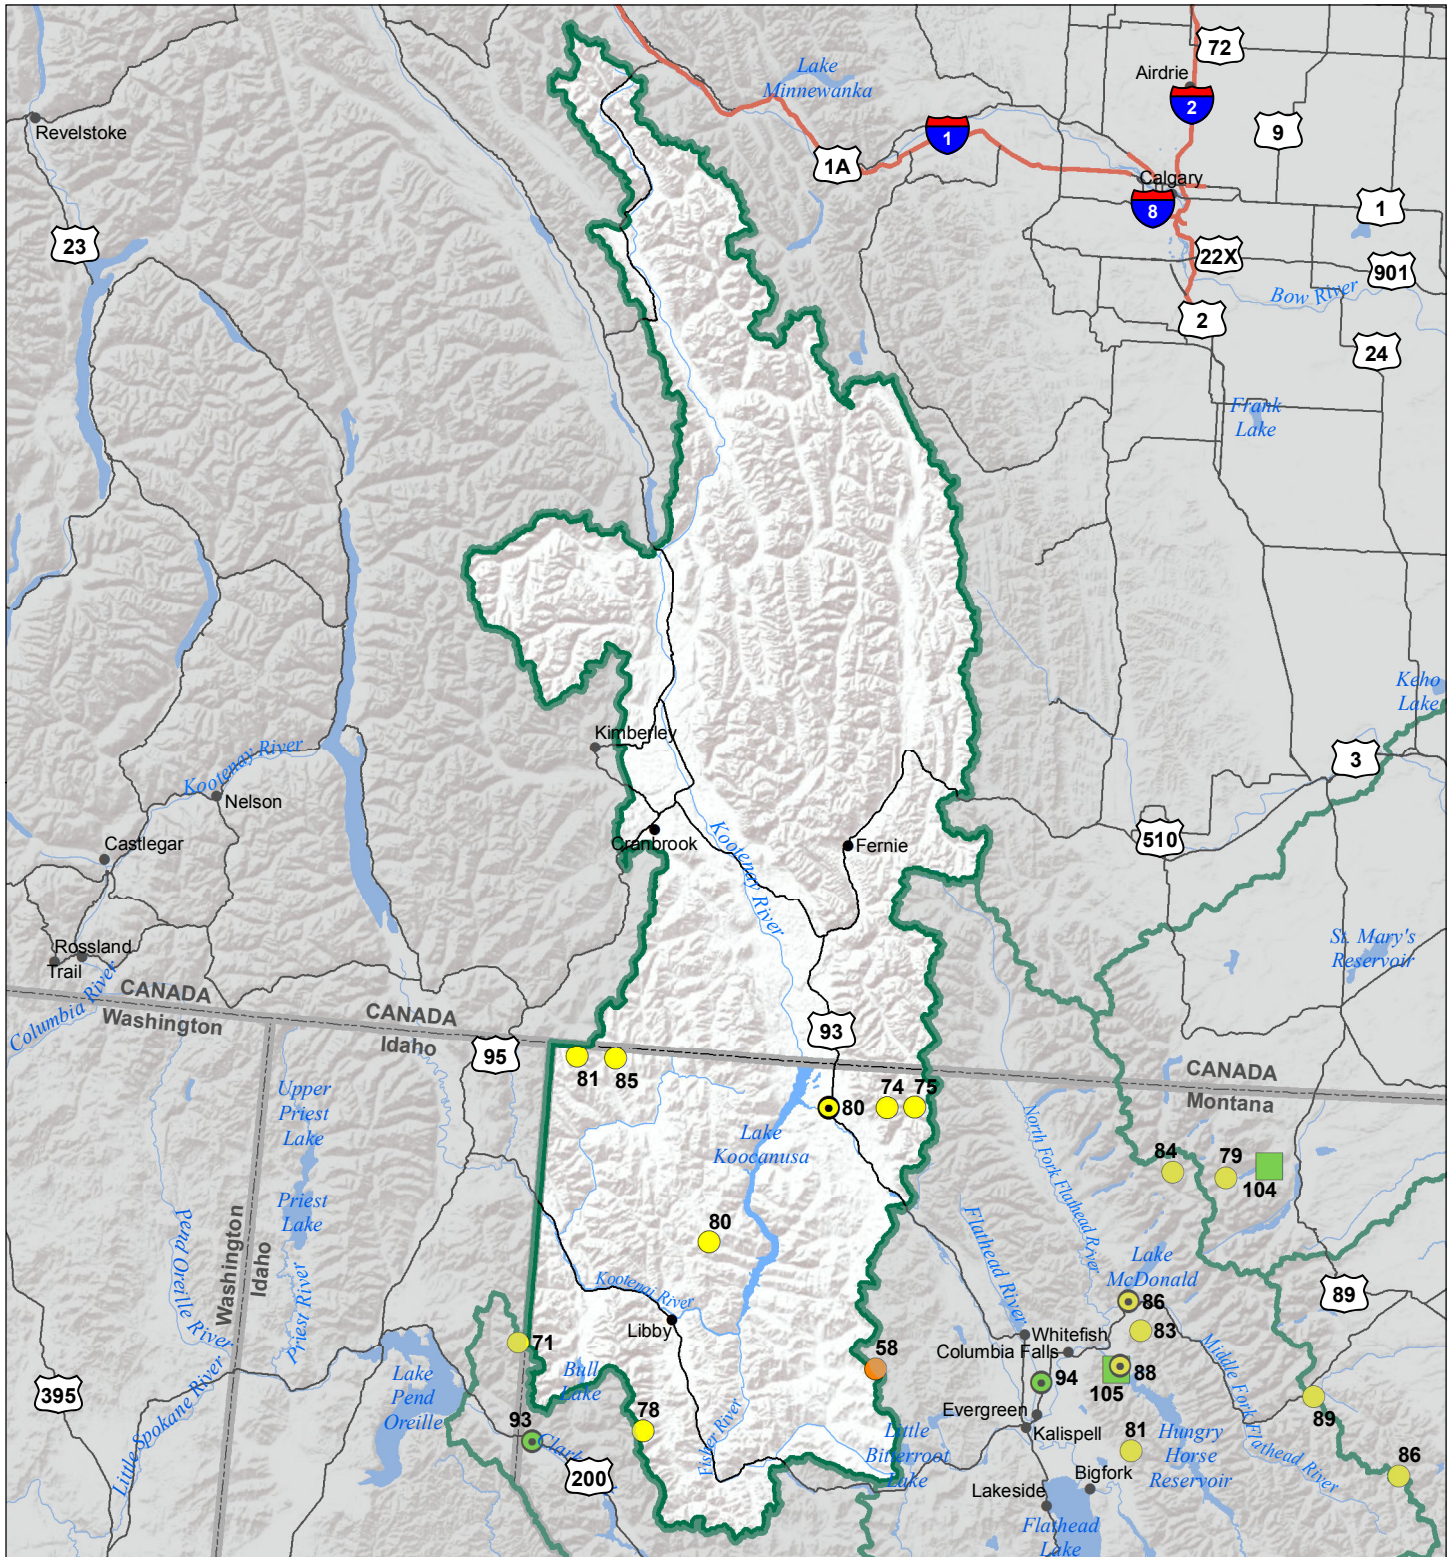 72
Airdrie
Lake
Minnewanka
2
9
Revelstoke
1
1A
Calgary
8
1
23
22X
901
Bow River
2
24
Frank
Lake
Keho
Lake
Kimberley
3
Kootenay River
Nelson
510
Castlegar
Cranbrook
Kootenay River
Fernie
Rossland
Trail
St. Mary's
Reservoir
Columbia River
CANADA
Washington
CANADA
Idaho
95
93
81
85
74
75
CANADA
Montana
80
Upper
Priest
Lake
Lake
Koocanusa
North Fork Flathead River
84
79
104
Priest
Lake
Pend Oreille River
Washington
Idaho
Priest River
80
Flathead River
Lake
McDonald
Kootenai River
86
89
Libby
Whitefish
Columbia Falls
83
Middle Fork Flathead River
71
58
88
105
94
Bull
Lake
Lake
Pend
Oreille
395
Little Spokane River
93
Clark
78
Fisher River
Evergreen
Kalispell
89
Little
Bitterroot
Lake
81
Hungry
Horse
Reservoir
86
200
Bigfork
Lakeside
Flathead
Lake